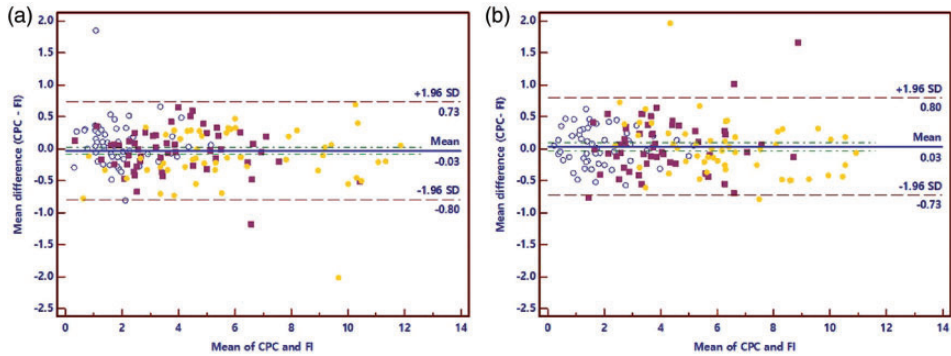 (a)
2.0
1.5
1.0
0.5
0.0
-0.5
-1.0
-1.5
-2.0
-2.5
Mean difference (CPC - FI)
+1.96 SD
0.73
Mean
-0.03
-1.96 SD
-0.80
0 2 4 6 8 10 12 14
Mean of CPC and FI
(b)
2.0
1.5
1.0
0.5
0.0
-0.5
-1.0
-1.5
-2.0
-2.5
Mean difference (CPC- FI)
+1.96 SD
0.80
Mean
0.03
-1.96 SD
-0.73
0 2 4 6 8 10 12 14
Mean of CPC and FI